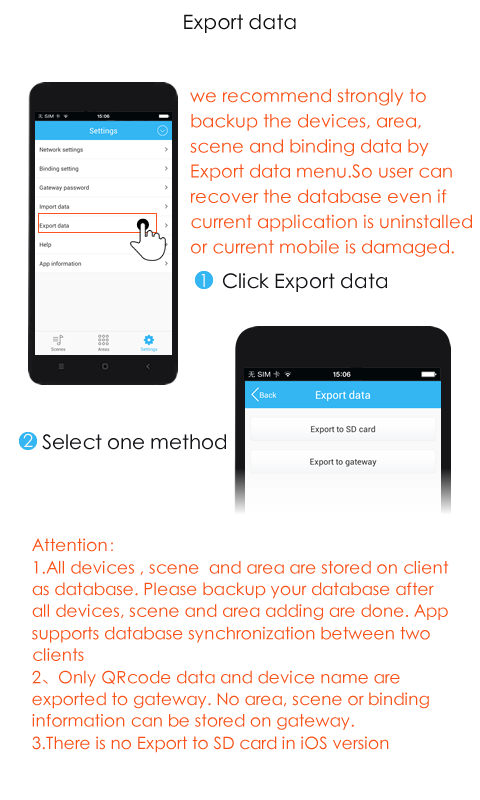 Export data
we recommend strongly to
backup the devices, area,
scene and binding data by
Export data menu.So user can
recover the database even if
current application is uninstalled
or current mobile is damaged.
无 SIM 卡 15:06
Settings
Network settings
Binding setting
Gateway password
Import data
Export data
Help
App information
Scenes Areas Settings
1 Click Export data
2 Select one method
无 SIM 卡 15:06
Back Export data
Export to SD card
Export to gateway
Attention:
1.All devices , scene and area are stored on client
as database. Please backup your database after
all devices, scene and area adding are done. App
supports database synchronization between two
clients
2、Only QRcode data and device name are
exported to gateway. No area, scene or binding
information can be stored on gateway.
3.There is no Export to SD card in iOS version